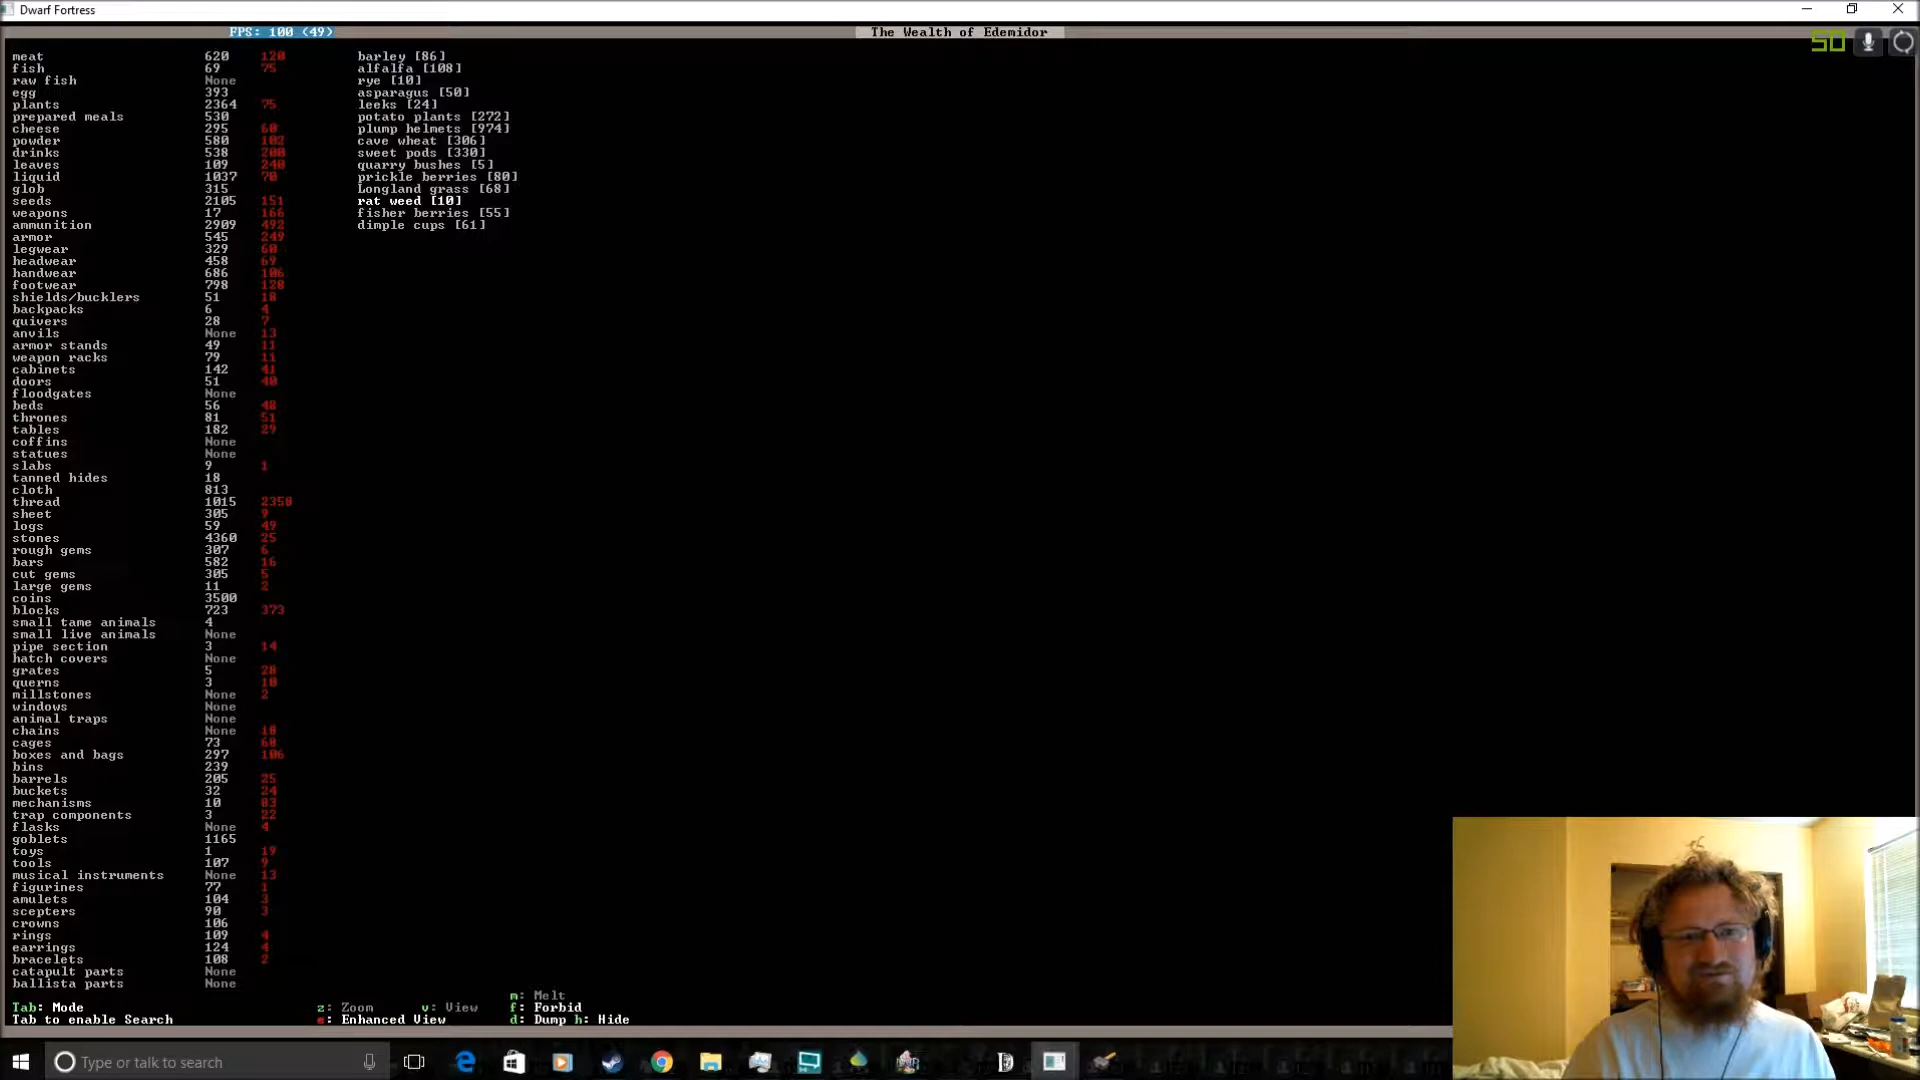 Dwarf Fortress
FPS: 100 (49)
The Wealth of Edemidor
50
meat 620 120
fish 69 75
raw fish None
egg 393
plants 2364 75
prepared meals 530
cheese 295 60
powder 580 102
drinks 538 200
leaves 109 240
liquid 1037 70
glob 315
seeds 2105 151
weapons 17 166
ammunition 2909 492
armor 545 249
legwear 329 60
headwear 458 69
handwear 686 106
footwear 798 128
shields/bucklers 51 18
backpacks 6 4
quivers 28 7
anvils None 13
armor stands 49 11
weapon racks 79 11
cabinets 142 41
doors 51 40
floodgates None
beds 56 48
thrones 81 51
tables 182 29
coffins None
statues None
slabs 9 1
tanned hides 18
cloth 813
thread 1015 2358
sheet 305 9
logs 59 49
stones 4360 25
rough gems 307 6
bars 582 16
cut gems 305 5
large gems 11 2
coins 3500
blocks 723 373
small tame animals 4
small live animals None
pipe section 3 14
hatch covers None
grates 5 28
querns 3 10
millstones None 2
windows None
animal traps None
chains None 18
cages 73 68
boxes and bags 297 106
bins 239
barrels 205 25
buckets 32 24
mechanisms 10 83
trap components 3 22
flasks None 4
goblets 1165
toys 1 19
tools 107 9
musical instruments None 13
figurines 77 1
amulets 104 3
scepters 90 3
crowns 106
rings 109 4
earrings 124 4
bracelets 108 2
catapult parts None
ballista parts None
barley [86]
alfalfa [108]
rye [10]
asparagus [50]
leeks [24]
potato plants [272]
plump helmets [974]
cave wheat [306]
sweet pods [330]
quarry bushes [5]
prickle berries [80]
Longland grass [68]
rat weed [10]
fisher berries [55]
dimple cups [61]
m: Melt
Tab: Mode z: Zoom v: View f: Forbid
Tab to enable Search e: Enhanced View d: Dump h: Hide
Type or talk to search